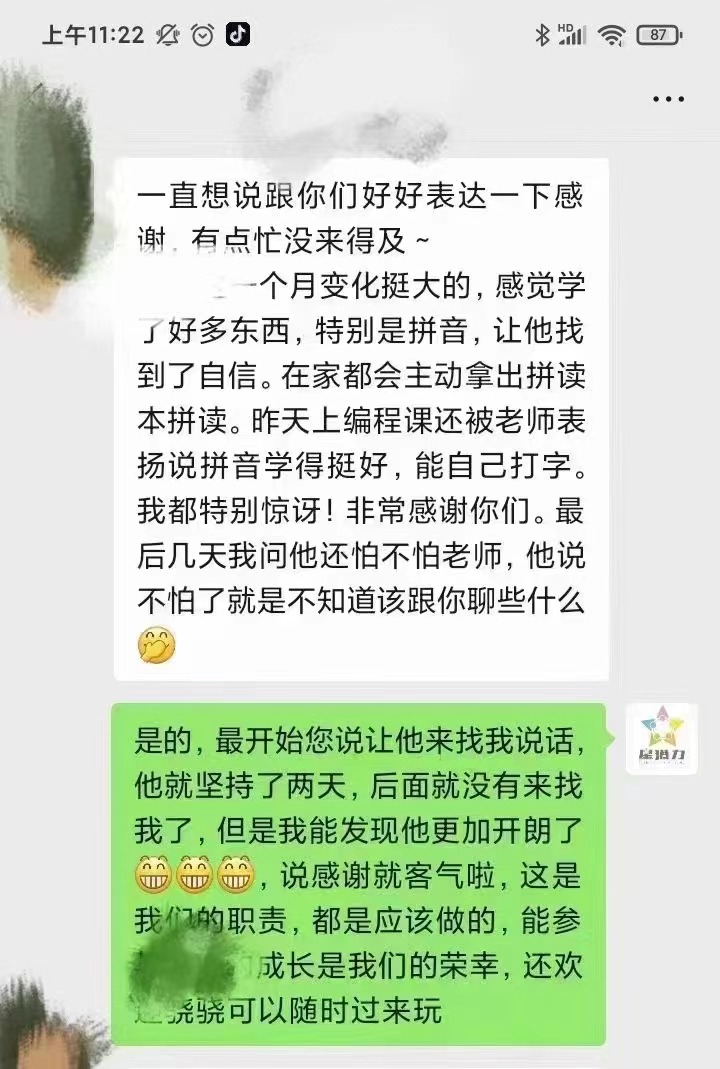 上午11:22
HD
87
一直想说跟你们好好表达一下感
谢，有点忙没来得及～
一个月变化挺大的，感觉学
了好多东西，特别是拼音，让他找
到了自信。在家都会主动拿出拼读
本拼读。昨天上编程课还被老师表
扬说拼音学得挺好，能自己打字。
我都特别惊讶！非常感谢你们。最
后几天我问他还怕不怕老师，他说
不怕了就是不知道该跟你聊些什么
是的，最开始您说让他来找我说话，
星潜力
他就坚持了两天，后面就没有来找
我了，但是我能发现他更加开朗了
，说感谢就客气啦，这是
我们的职责，都是应该做的，能参
成长是我们的荣幸，还欢
骁骁可以随时过来玩